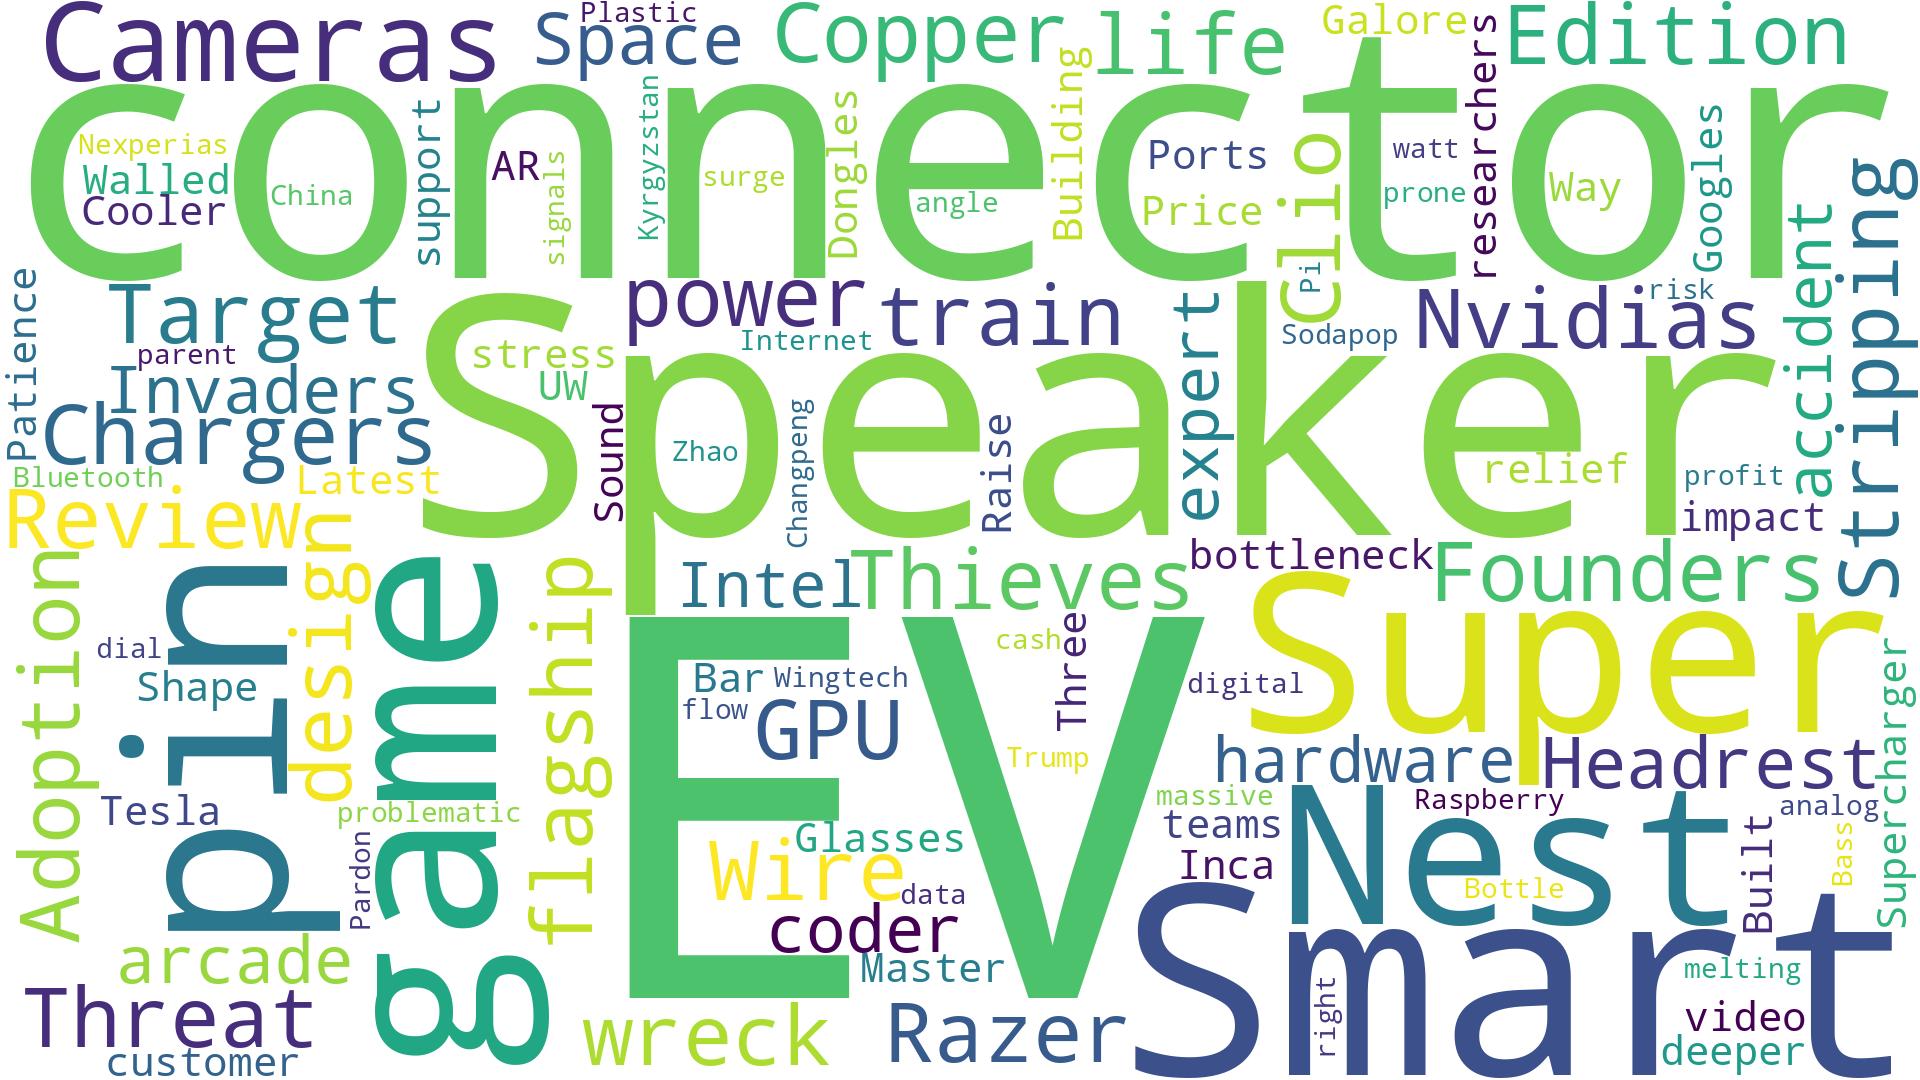 Cameras
Plastic
Space
Copper
life
Galore
Edition
connector
Nexperias
Walled
Cooler
China
support
AR
signals
Kyrgyzstan
surge
Dongles
angle
Building
Ports
Price
Clio
Pi
watt
prone
researchers
Way
Googles
accident
Stripping
Patience
Target
parent
Invaders
Chargers
Bluetooth
Latest
Review
Speaker
stress
UW
Sound
power
Internet
train
Zhao
Changpeng
Raise
expert
Sodapop
Nvidias
risk
relief
profit
impact
Adoption
pin
dial
Shape
design
Tesla
game
problematic
Pardon
flagship
Intel
Thieves
bottleneck
Founders
Super
EV
Bar
Wingtech
flow
GPU
cash
Three
digital
Trump
hardware
Headrest
Supercharger
massive
teams
Inca
Nest
Raspberry
Bottle
Built
analog
Bass
Glasses
Wire
data
coder
Master
arcade
Threat
customer
wreck
Razer
Smart
right
melting
video
deeper